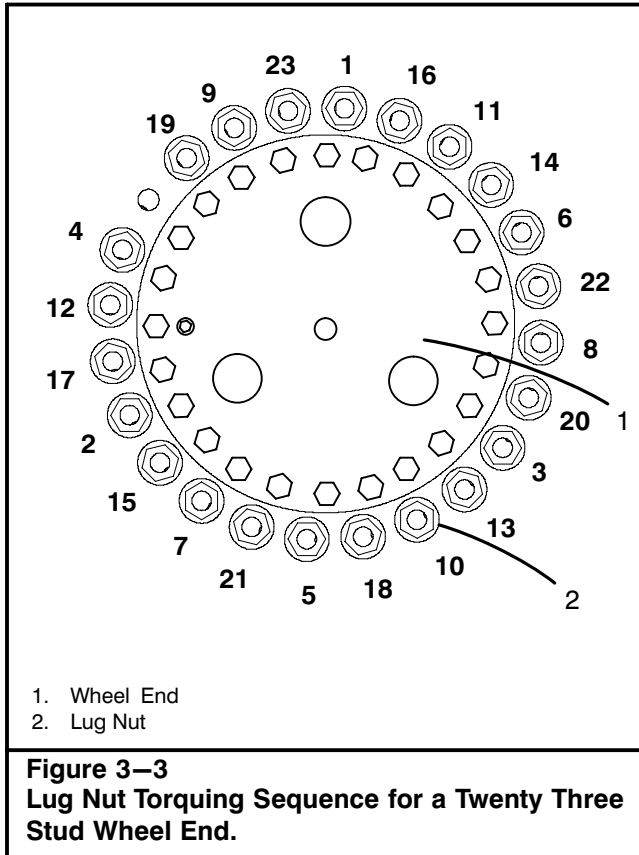 23 1 16
9 11
19 14
4 6
12 22
17 8
2 20 1
15 3
7 13
21 5 18 10 2
1. Wheel End
2. Lug Nut
Figure 3–3
Lug Nut Torquing Sequence for a Twenty Three
Stud Wheel End.